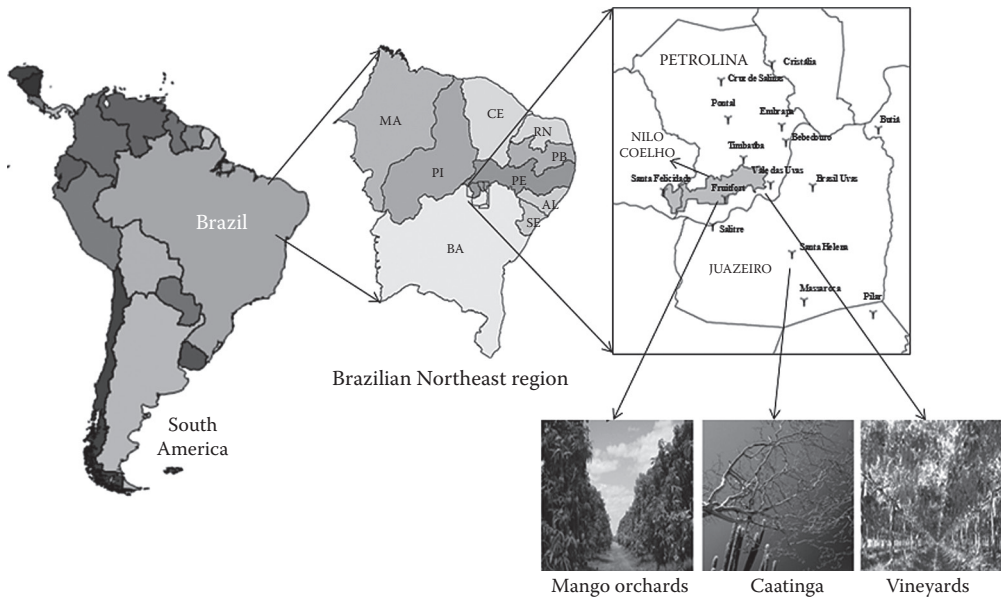 Brazil
South
America
MA
CE
RN
PB
PI
PE
AL
SE
BA
Brazilian Northeast region
PETROLINA
Cristália
Cruz de Salinas
Pontal
Embrapa
Buriá
NILO
COELHO
Bebedouro
Timbaúba
Santa Felicidade
Vale das Uvas
Brazil Uvas
Fruitfort
Salitre
Santa Helena
JUAZEIRO
Massaroca
Pilar
Mango orchards
Caatinga
Vineyards